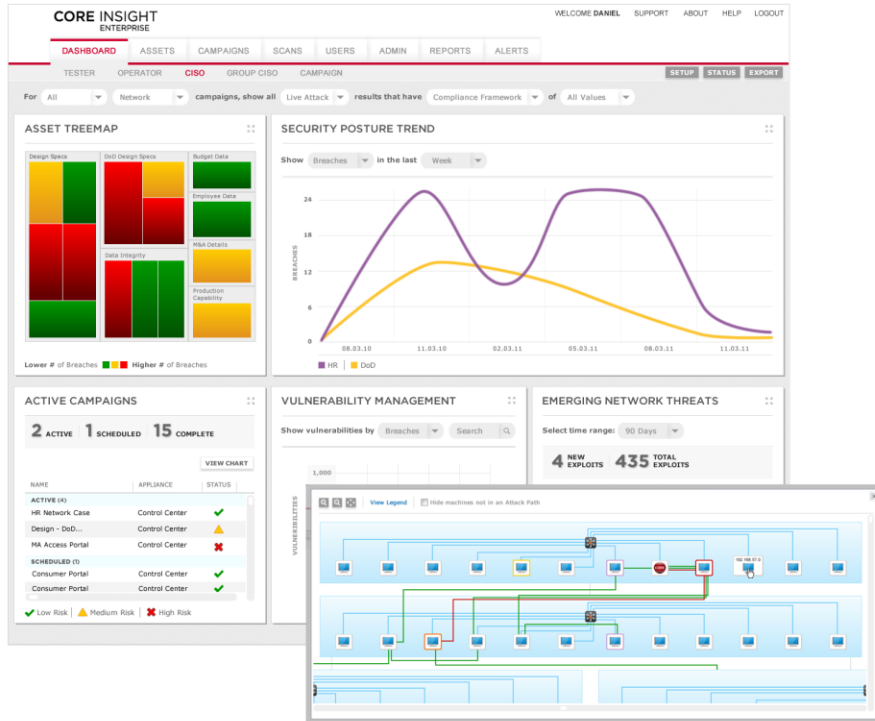 CORE INSIGHT
ENTERPRISE
WELCOME DANIEL SUPPORT ABOUT HELP LOGOUT
DASHBOARD ASSETS CAMPAIGNS SCANS USERS ADMIN REPORTS ALERTS
TESTER OPERATOR CISO GROUP CISO CAMPAIGN
SETUP STATUS EXPORT
For All Network campaigns, show all Live Attack results that have Compliance Framework of All Values
ASSET TREEMAP
Design Specs DoD Design Specs Budget Data
Employee Data
M&A Details
Data Integrity
Production
Capability
Lower # of Breaches Higher # of Breaches
SECURITY POSTURE TREND
Show Breaches in the last Week
BREACHES
24
18
12
6
0
08.03.10 11.03.10 02.03.11 05.03.11 08.03.11 11.03.11
HR DoD
ACTIVE CAMPAIGNS
2 ACTIVE 1 SCHEDULED 15 COMPLETE
VIEW CHART
NAME APPLIANCE STATUS
ACTIVE (4)
HR Network Case Control Center
Design - DoD... Control Center
MA Access Portal Control Center
SCHEDULED (1)
Consumer Portal Control Center
Consumer Portal Control Center
Low Risk Medium Risk High Risk
VULNERABILITY MANAGEMENT
Show vulnerabilities by Breaches Search
1,000
VULNERIBILITIES
EMERGING NETWORK THREATS
Select time range: 90 Days
4 NEW EXPLOITS 435 TOTAL EXPLOITS
View Legend Hide machines not in an Attack Path